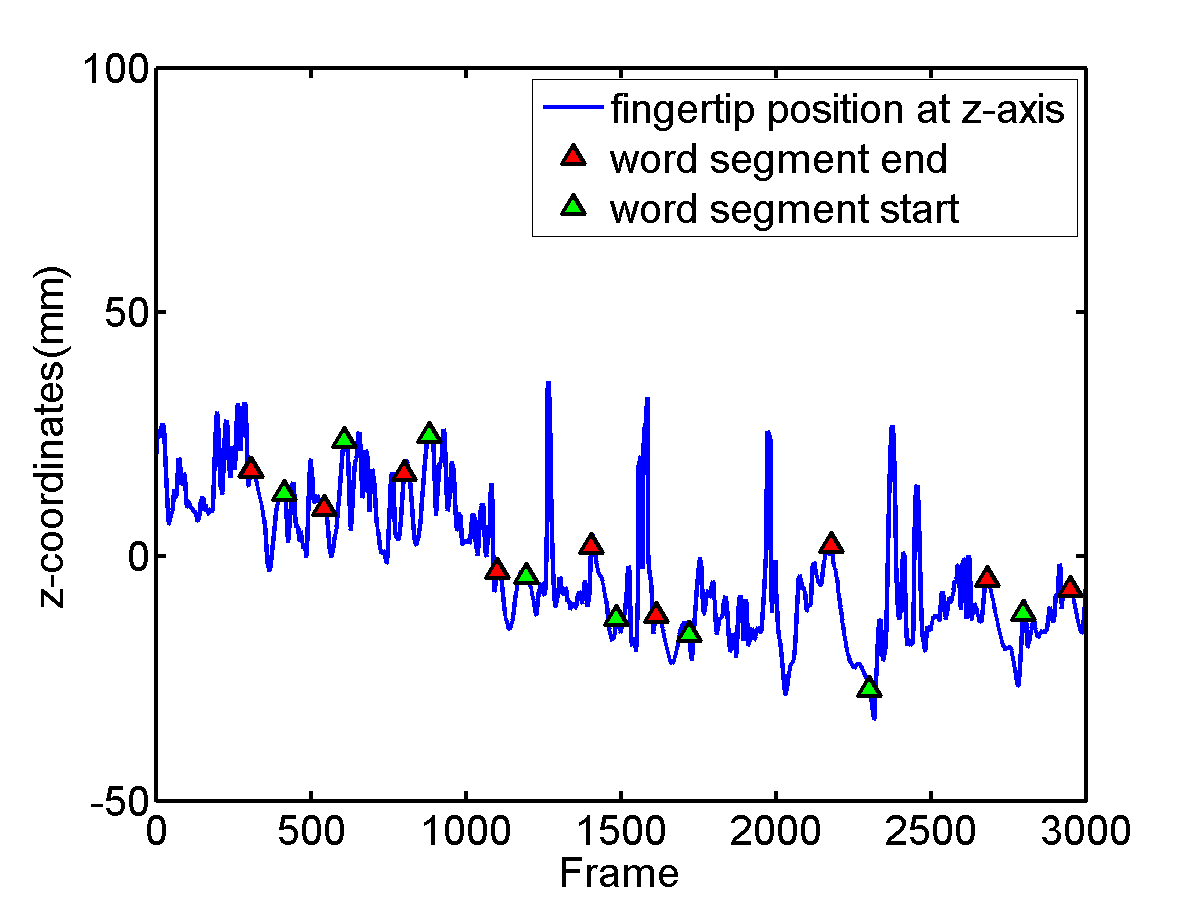 100
50
0
-50
z-coordinates(mm)
fingertip position at z-axis
word segment end
word segment start
0 500 1000 1500 2000 2500 3000
Frame